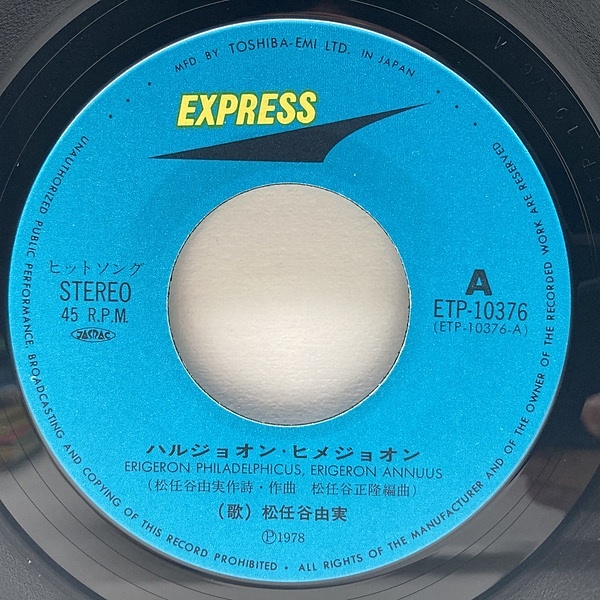 MFD BY TOSHIBA-EMI LTD. IN JAPAN
EXPRESS
ヒットソング
STEREO
45 R.P.M.
JASRAC
A
ETP-10376
(ETP-10376-A)
ハルジョオン・ヒメジョオン
ERIGERON PHILADELPHICUS, ERIGERON ANNUUS
(松任谷由実作詩・作曲 松任谷正隆編曲)
(歌) 松任谷由実
Ⓟ1978
UNAUTHORIZED PUBLIC PERFORMANCE, BROADCASTING AND COPYING OF THIS RECORD PROHIBITED • ALL RIGHTS OF THE MANUFACTURER AND OF THE OWNER OF THE RECORDED WORK ARE RESERVED